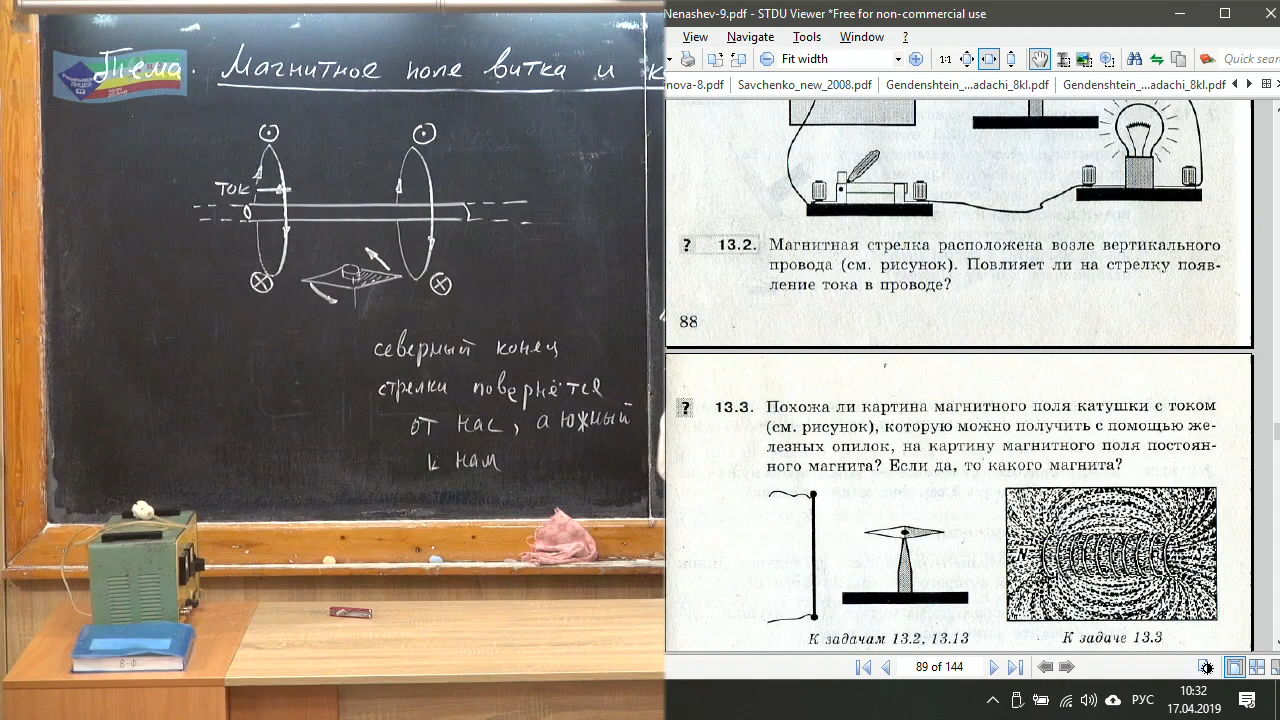 Тема. Магнитное поле витка и к
ТОК
северный конец
стрелки повернётся
от нас, а южный
к нам
8-Ф
Nenashev-9.pdf - STDU Viewer *Free for non-commercial use
View Navigate Tools Window ?
Fit width 1:1 Quick sear
nova-8.pdf Savchenko_new_2008.pdf Gendenshtein_...adachi_8kl.pdf Gendenshtein_...adachi_8kl.pdf
? 13.2. Магнитная стрелка расположена возле вертикального
провода (см. рисунок). Повлияет ли на стрелку появ-
ление тока в проводе?
88
? 13.3. Похожа ли картина магнитного поля катушки с током
(см. рисунок), которую можно получить с помощью же-
лезных опилок, на картину магнитного поля постоян-
ного магнита? Если да, то какого магнита?
N S
К задачам 13.2, 13.13 К задаче 13.3
89 of 144
РУС 10:32
17.04.2019